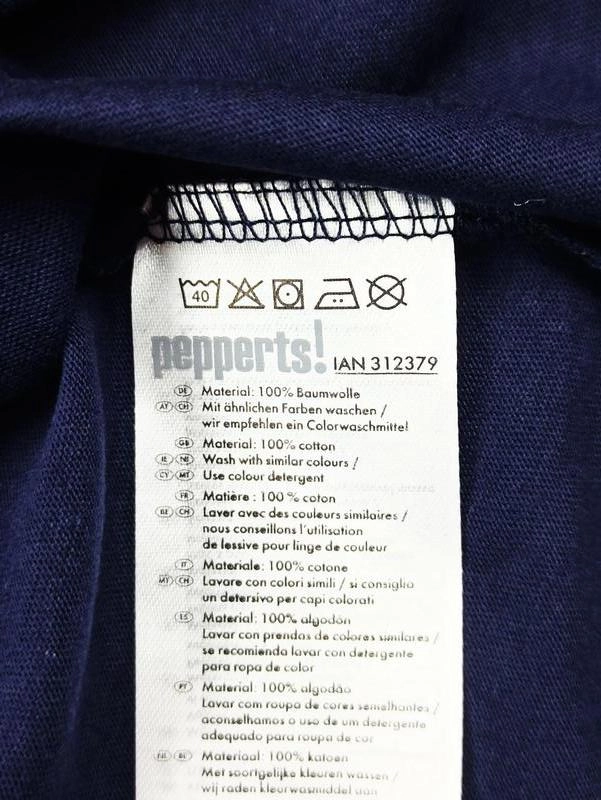 40
pepperts! IAN 312379
DE Material: 100% Baumwolle
AT CH Mit ähnlichen Farben waschen /
wir empfehlen ein Colorwaschmittel
GB Material: 100% cotton
IE NI Wash with similar colours /
CY MT Use colour detergent
FR Matière : 100 % coton
BE CH Laver avec des couleurs similaires /
nous conseillons l'utilisation
de lessive pour linge de couleur
IT Materiale: 100% cotone
MT CH Lavare con colori simili / si consiglia
un detersivo per capi colorati
ES Material: 100% algodón
Lavar con prendas de colores similares /
se recomienda lavar con detergente
para ropa de color
PT Material: 100% algodão
Lavar com roupa de cores semelhantes /
aconselhamos o uso de um detergente
adequado para roupa de cor
NL BE Materiaal: 100% katoen
Met soortgelijke kleuren wassen /
wij raden kleurwasmiddel aan